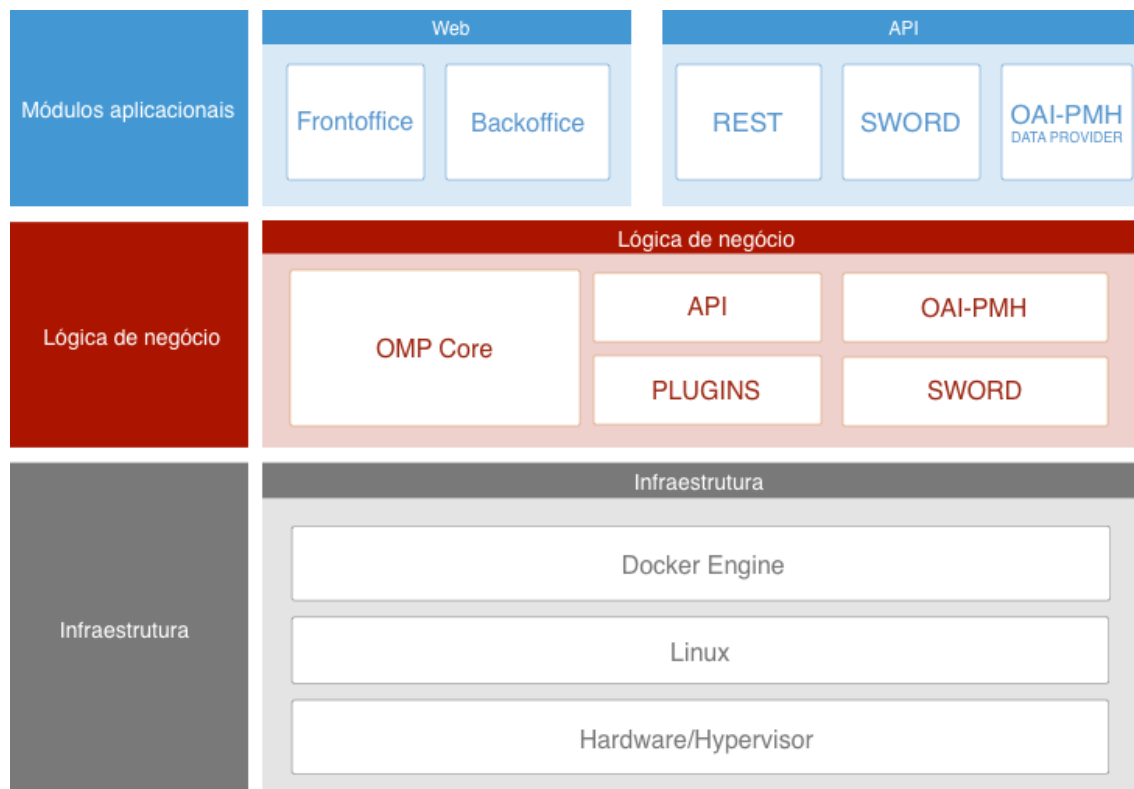 Web
API
Módulos aplicacionais
Frontoffice
Backoffice
REST
SWORD
OAI-PMH
DATA PROVIDER
Lógica de negócio
Lógica de negócio
OMP Core
API
OAI-PMH
PLUGINS
SWORD
Infraestrutura
Infraestrutura
Docker Engine
Linux
Hardware/Hypervisor